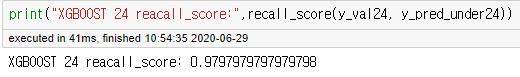 print("XGBOOST 24 reacall_score:",recall_score(y_val24, y_pred_under24))
executed in 41ms, finished 10:54:35 2020-06-29
XGBOOST 24 reacall_score: 0.9797979797979798